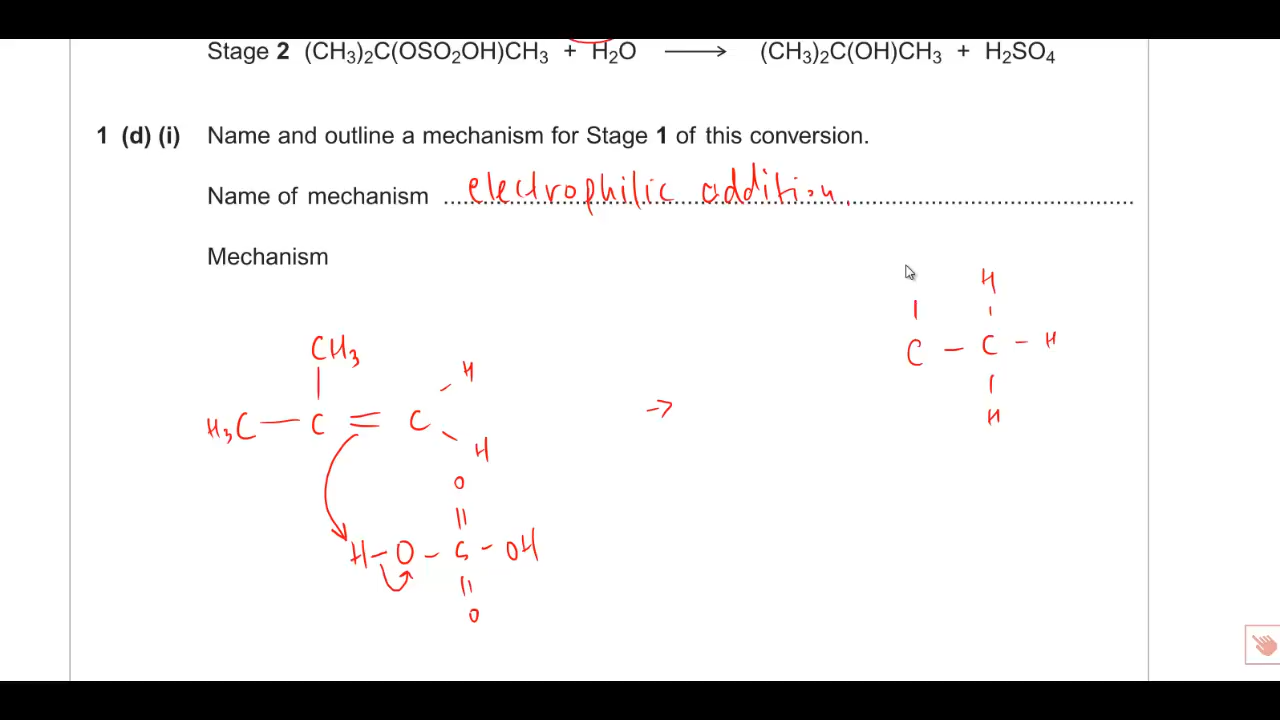 Stage 2 (CH₃)₂C(OSO₂OH)CH₃ + H₂O ⟶ (CH₃)₂C(OH)CH₃ + H₂SO₄
1 (d) (i) Name and outline a mechanism for Stage 1 of this conversion.
Name of mechanism electrophilic addition.
Mechanism
H
CH₃
C – C – H
H
H
H₃C — C = C
→
H
O
H – O – S – OH
O